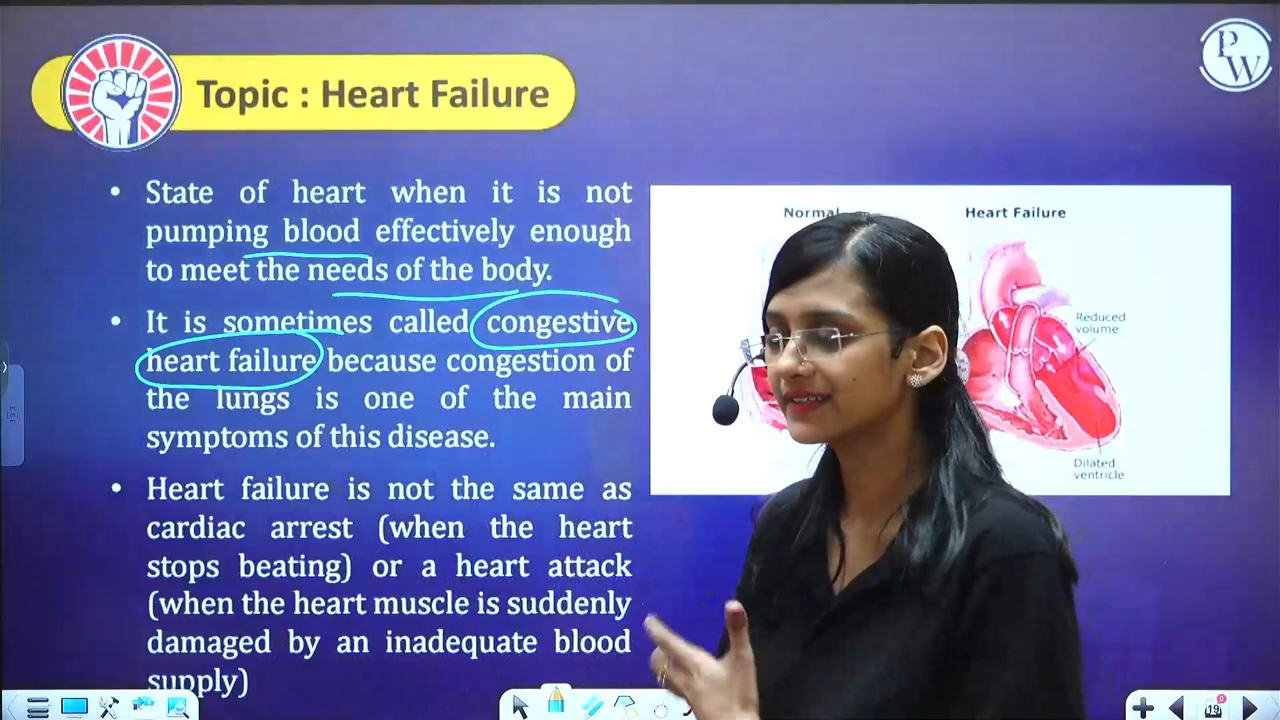 Topic : Heart Failure
PW
• State of heart when it is not
pumping blood effectively enough
to meet the needs of the body.
• It is sometimes called congestive
heart failure because congestion of
the lungs is one of the main
symptoms of this disease.
• Heart failure is not the same as
cardiac arrest (when the heart
stops beating) or a heart attack
(when the heart muscle is suddenly
damaged by an inadequate blood
supply)
Normal
Heart Failure
Reduced
volume
Dilated
ventricle
19